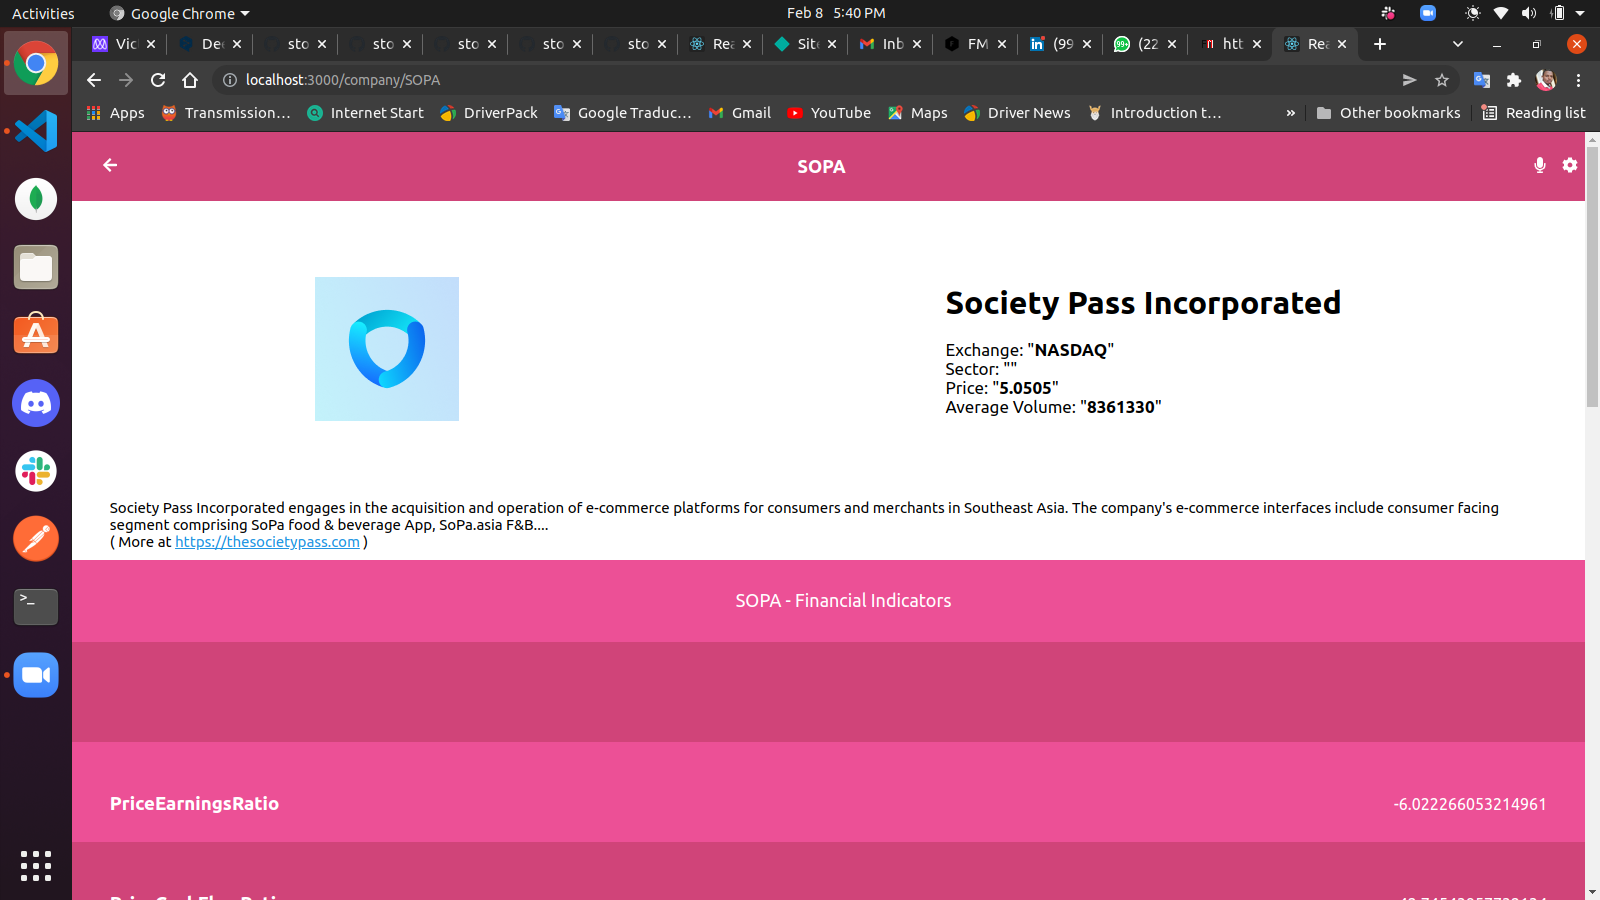 Activities Google Chrome Feb 8 5:40 PM
Vic Dec sto sto sto sto sto Rea Site Inb FM (99 (22 htt Rea
localhost:3000/company/SOPA
Apps Transmission… Internet Start DriverPack Google Traduc… Gmail YouTube Maps Driver News Introduction t… » Other bookmarks Reading list
SOPA
Society Pass Incorporated
Exchange: "NASDAQ"
Sector: ""
Price: "5.0505"
Average Volume: "8361330"
Society Pass Incorporated engages in the acquisition and operation of e-commerce platforms for consumers and merchants in Southeast Asia. The company's e-commerce interfaces include consumer facing
segment comprising SoPa food & beverage App, SoPa.asia F&B....
( More at https://thesocietypass.com )
SOPA - Financial Indicators
PriceEarningsRatio -6.022266053214961